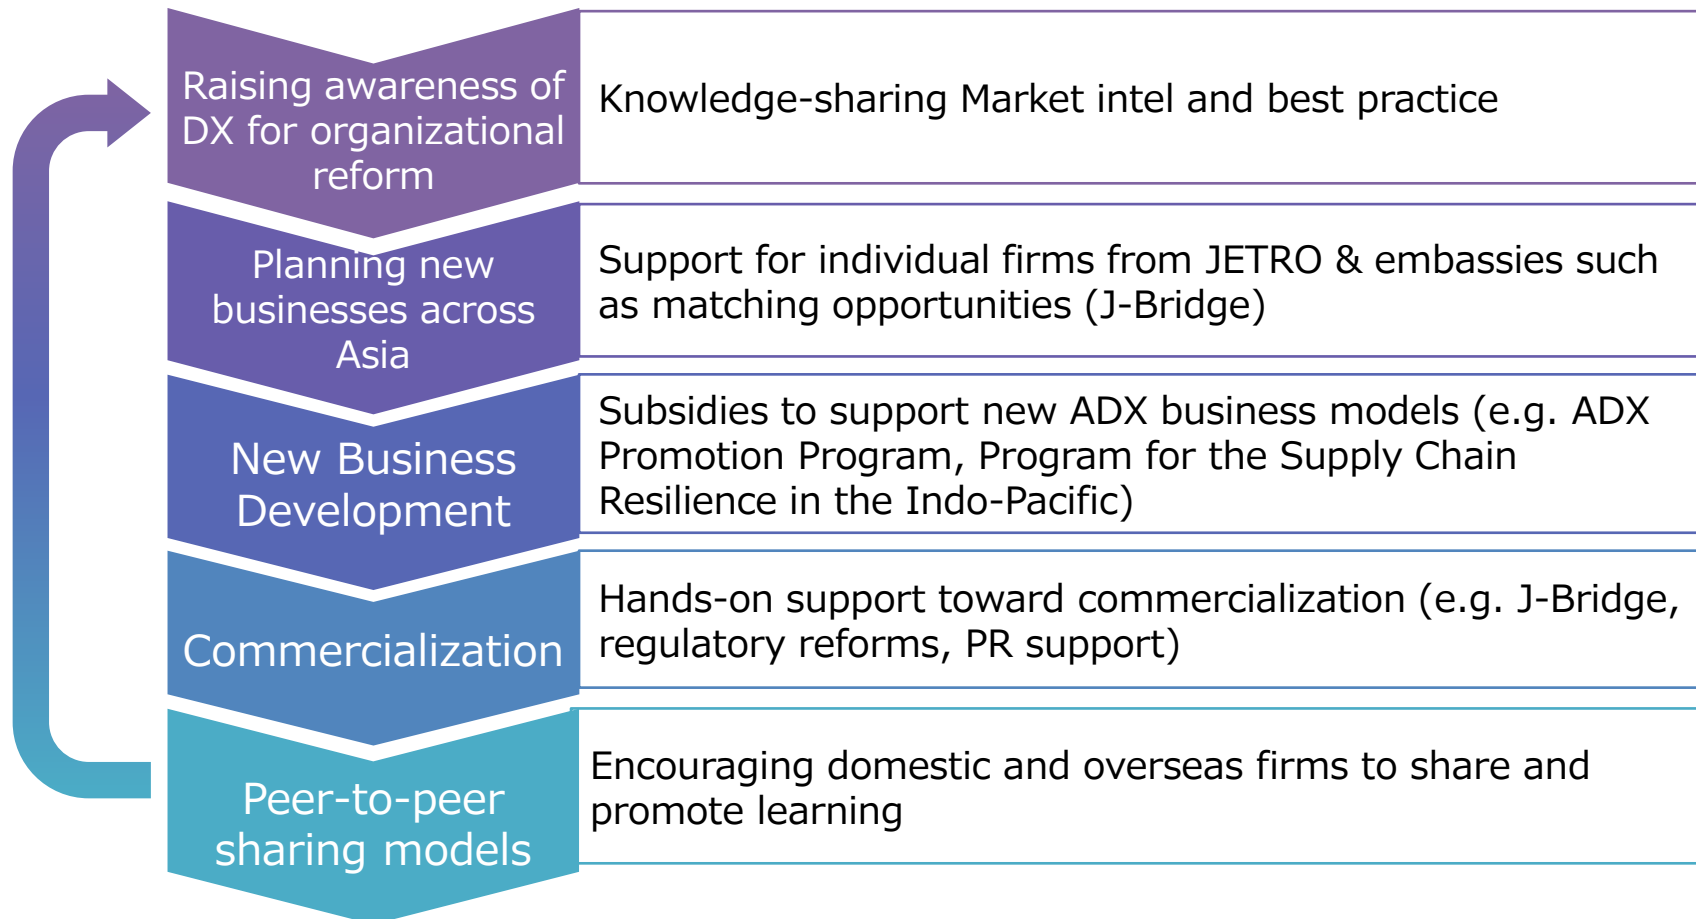 Raising awareness of
DX for organizational
reform
Knowledge-sharing Market intel and best practice
Planning new
businesses across
Asia
Support for individual firms from JETRO & embassies such
as matching opportunities (J-Bridge)
New Business
Development
Subsidies to support new ADX business models (e.g. ADX
Promotion Program, Program for the Supply Chain
Resilience in the Indo-Pacific)
Commercialization
Hands-on support toward commercialization (e.g. J-Bridge,
regulatory reforms, PR support)
Peer-to-peer
sharing models
Encouraging domestic and overseas firms to share and
promote learning